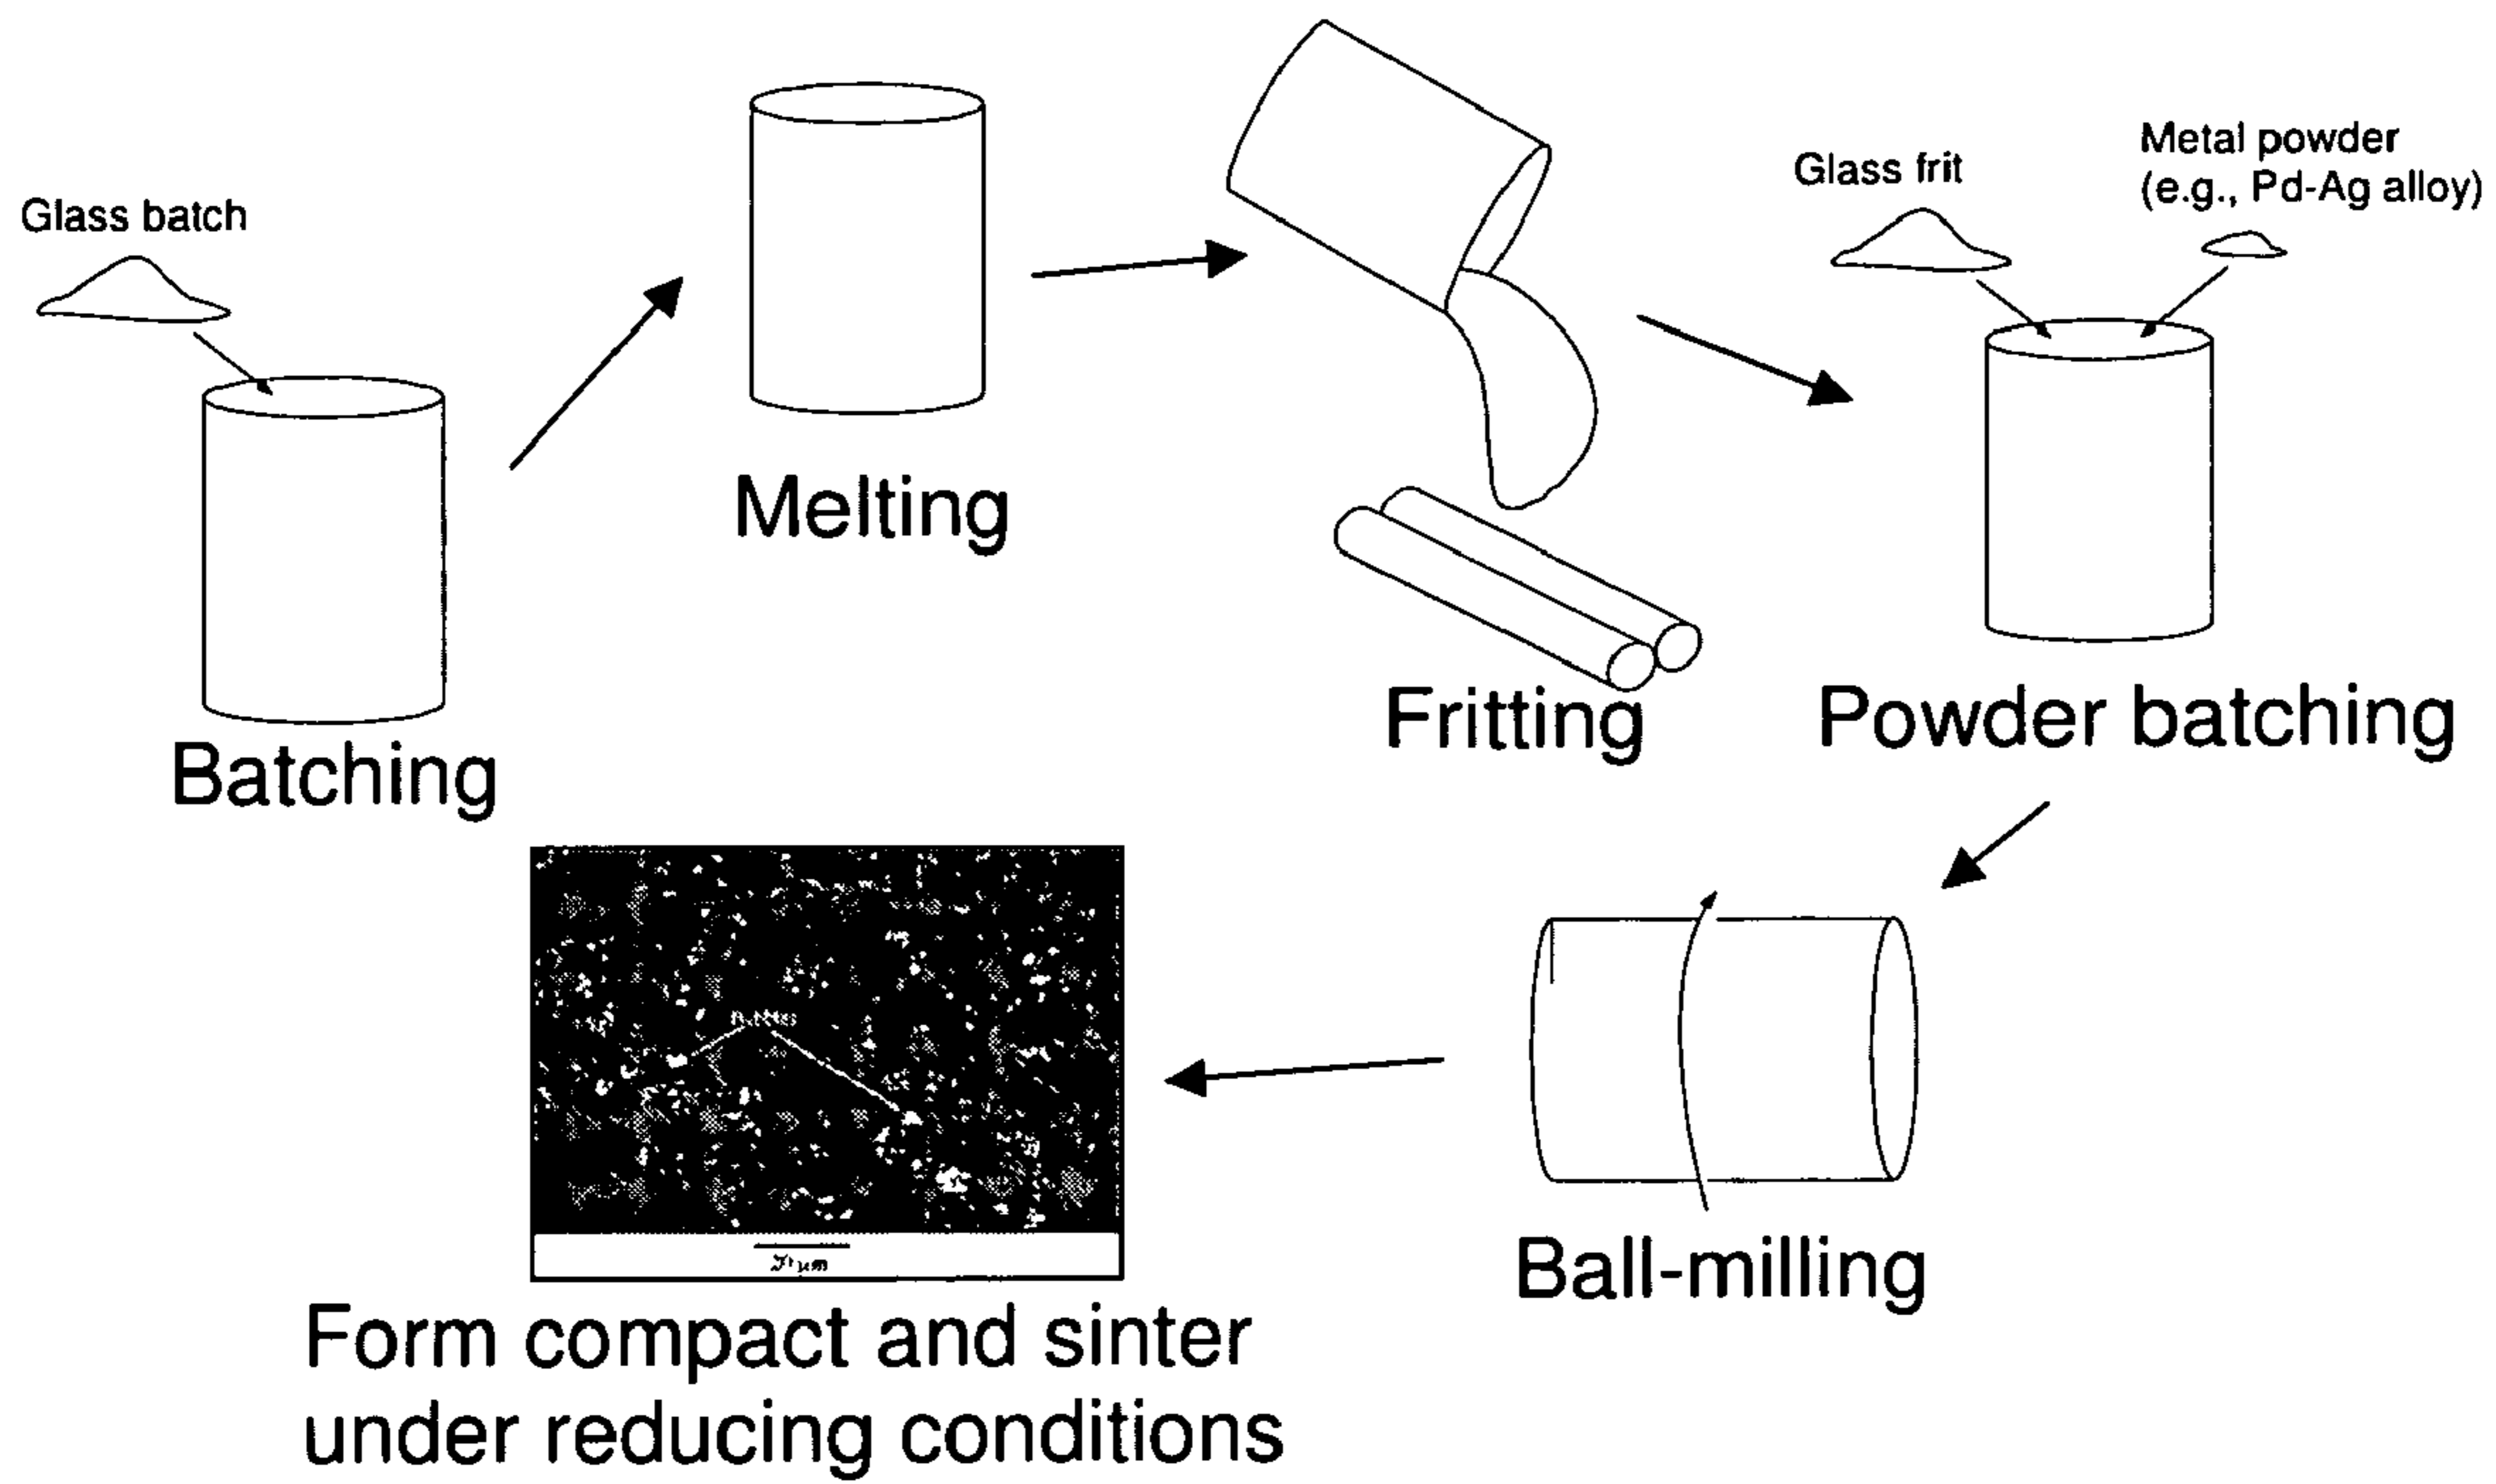 Glass batch
Batching
Melting
Fritting
Glass frit
Metal powder
(e.g., Pd-Ag alloy)
Powder batching
Ball-milling
Form compact and sinter
under reducing conditions